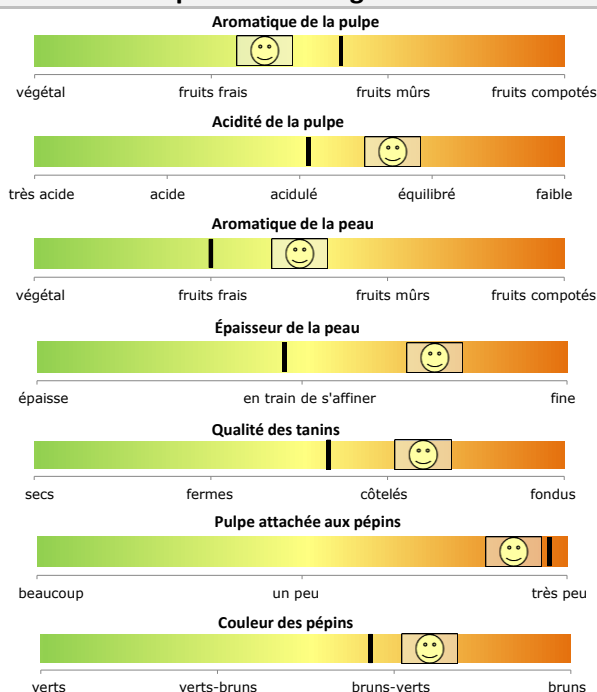 Aromatique de la pulpe
végétal fruits frais fruits mûrs fruits compotés
Acidité de la pulpe
très acide acide acidulé équilibré faible
Aromatique de la peau
végétal fruits frais fruits mûrs fruits compotés
Épaisseur de la peau
épaisse en train de s'affiner fine
Qualité des tanins
secs fermes côtelés fondus
Pulpe attachée aux pépins
beaucoup un peu très peu
Couleur des pépins
verts verts-bruns bruns-verts bruns